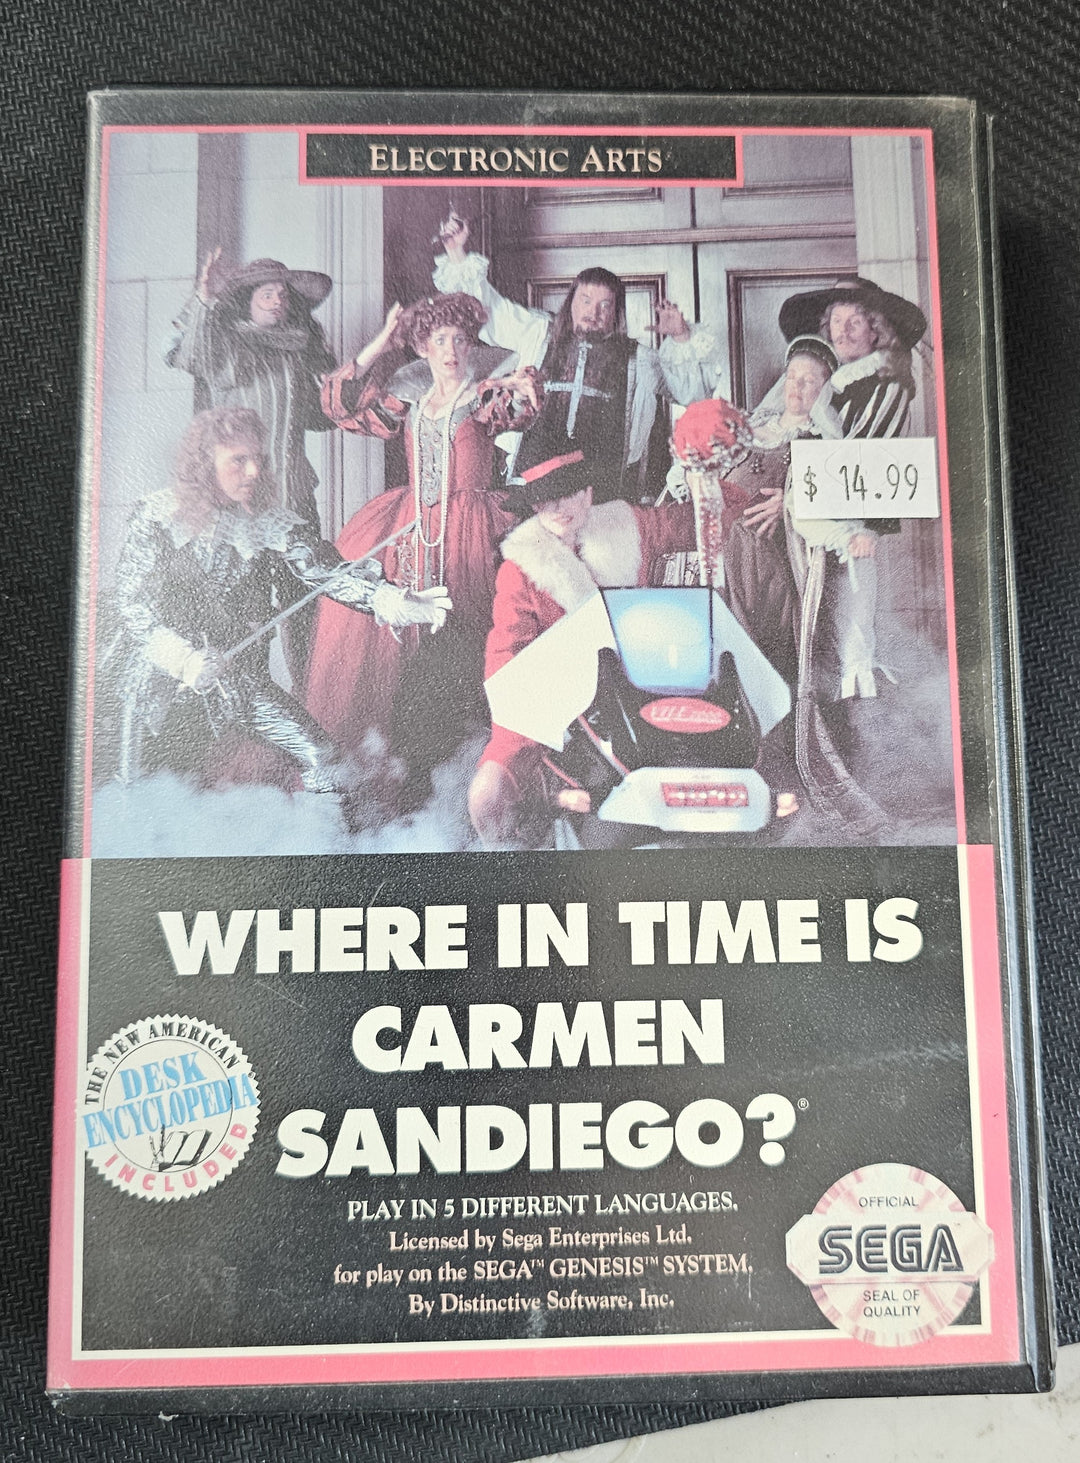 ELECTRONIC ARTS
$ 14.99
WHERE IN TIME IS
CARMEN
SANDIEGO?®
THE NEW AMERICAN
DESK
ENCYCLOPEDIA
INCLUDED
PLAY IN 5 DIFFERENT LANGUAGES.
Licensed by Sega Enterprises Ltd.
for play on the SEGA™ GENESIS™ SYSTEM.
By Distinctive Software, Inc.
OFFICIAL
SEGA
SEAL OF
QUALITY